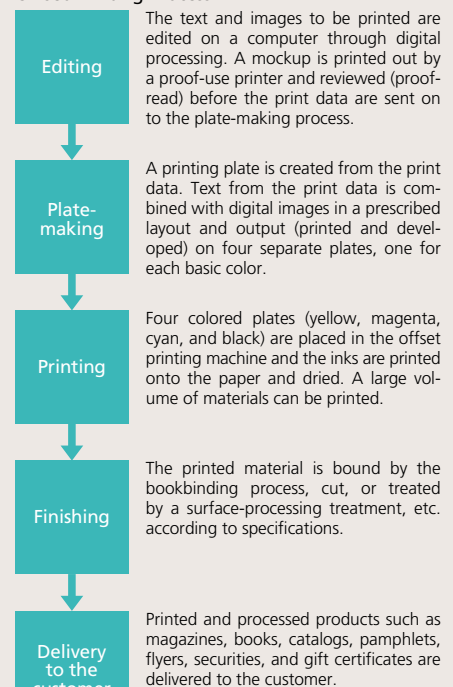 Editing
The text and images to be printed are
edited on a computer through digital
processing. A mockup is printed out by
a proof-use printer and reviewed (proof-
read) before the print data are sent on
to the plate-making process.
Plate-
making
A printing plate is created from the print
data. Text from the print data is com-
bined with digital images in a prescribed
layout and output (printed and devel-
oped) on four separate plates, one for
each basic color.
Printing
Four colored plates (yellow, magenta,
cyan, and black) are placed in the offset
printing machine and the inks are printed
onto the paper and dried. A large vol-
ume of materials can be printed.
Finishing
The printed material is bound by the
bookbinding process, cut, or treated
by a surface-processing treatment, etc.
according to specifications.
Delivery
to the
customer
Printed and processed products such as
magazines, books, catalogs, pamphlets,
flyers, securities, and gift certificates are
delivered to the customer.